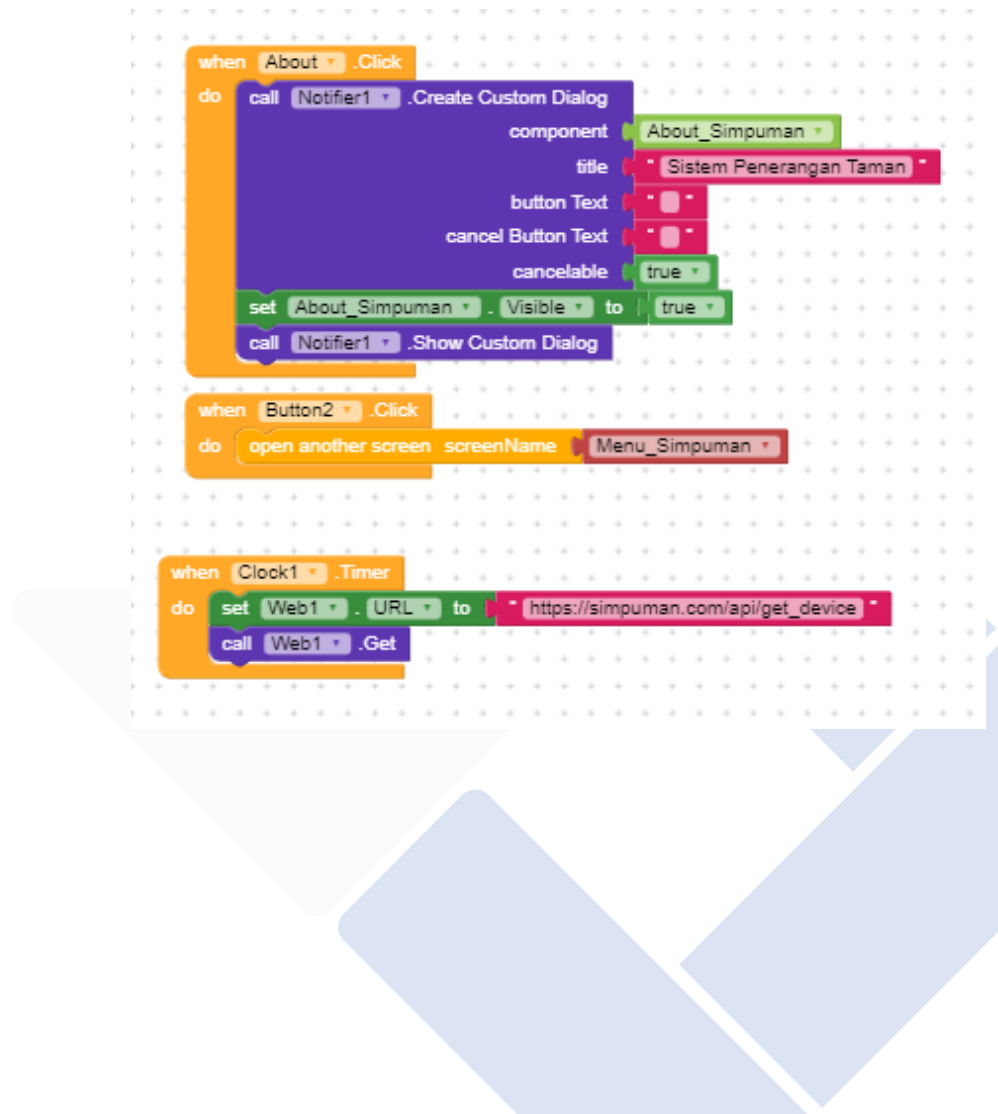 when About .Click
do call Notifier1 .Create Custom Dialog
component About_Simpuman
title " Sistem Penerangan Taman "
button Text " "
cancel Button Text " "
cancelable true
set About_Simpuman . Visible to true
call Notifier1 .Show Custom Dialog
when Button2 .Click
do open another screen screenName Menu_Simpuman
when Clock1 .Timer
do set Web1 . URL to " https://simpuman.com/api/get_device "
call Web1 .Get